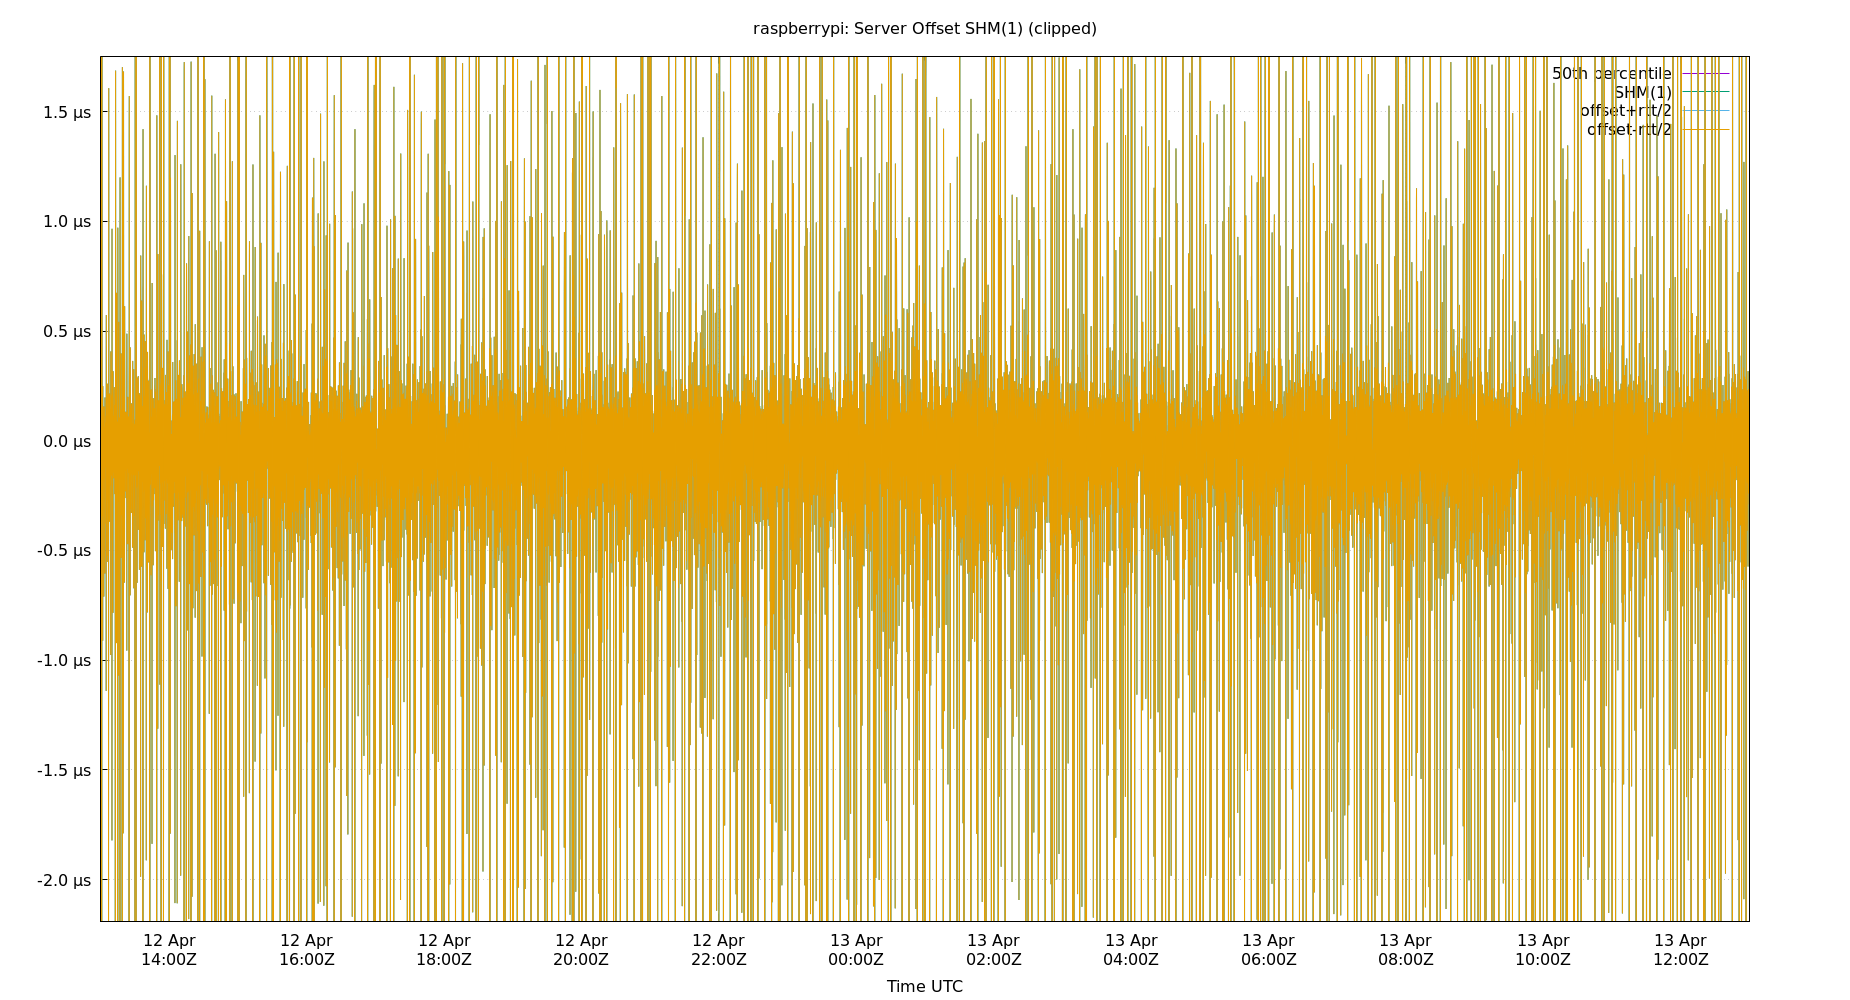 raspberrypi: Server Offset SHM(1) (clipped)
50th percentile
SHM(1)
offset+rtt/2
offset-rtt/2
1.5 µs
1.0 µs
0.5 µs
0.0 µs
-0.5 µs
-1.0 µs
-1.5 µs
-2.0 µs
12 Apr 12 Apr 12 Apr 12 Apr 12 Apr 13 Apr 13 Apr 13 Apr 13 Apr 13 Apr 13 Apr 13 Apr
14:00Z 16:00Z 18:00Z 20:00Z 22:00Z 00:00Z 02:00Z 04:00Z 06:00Z 08:00Z 10:00Z 12:00Z
Time UTC